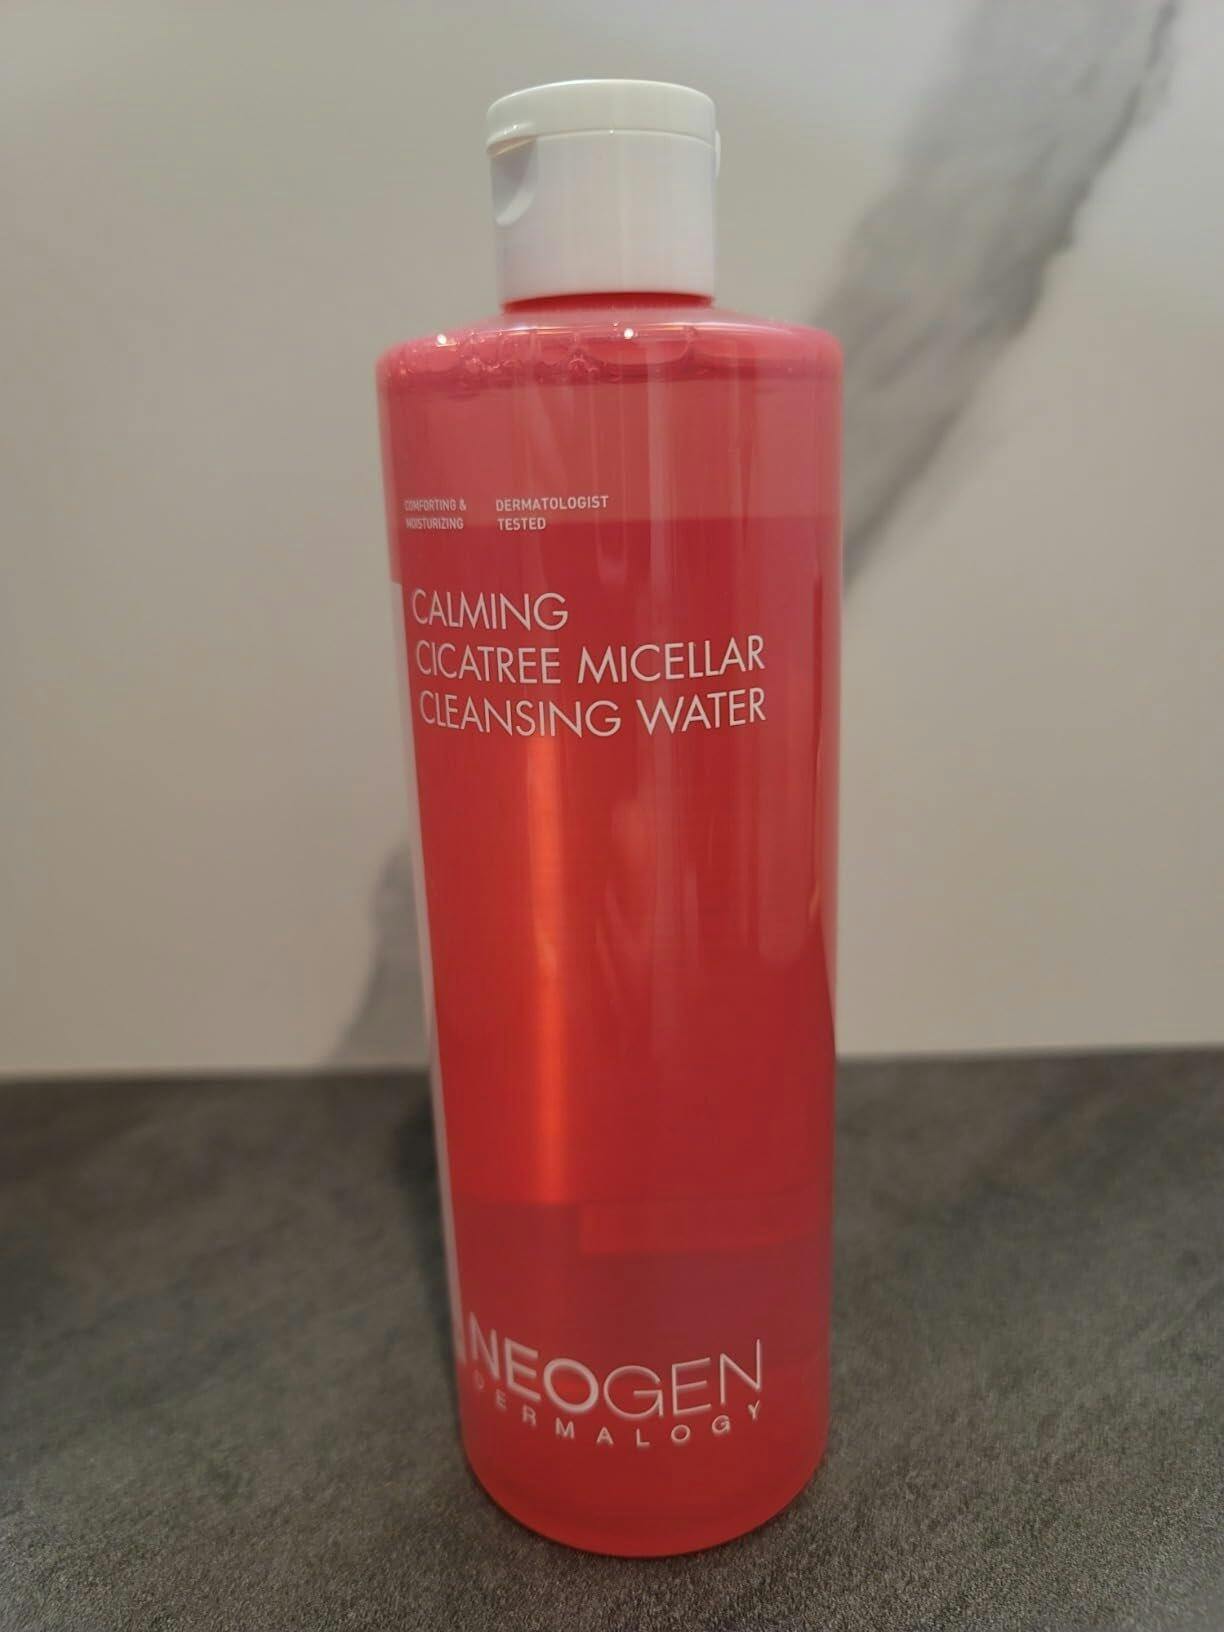 COMFORTING &
MOISTURIZING
DERMATOLOGIST
TESTED
CALMING
CICATREE MICELLAR
CLEANSING WATER
NEOGEN
DERMALOGY